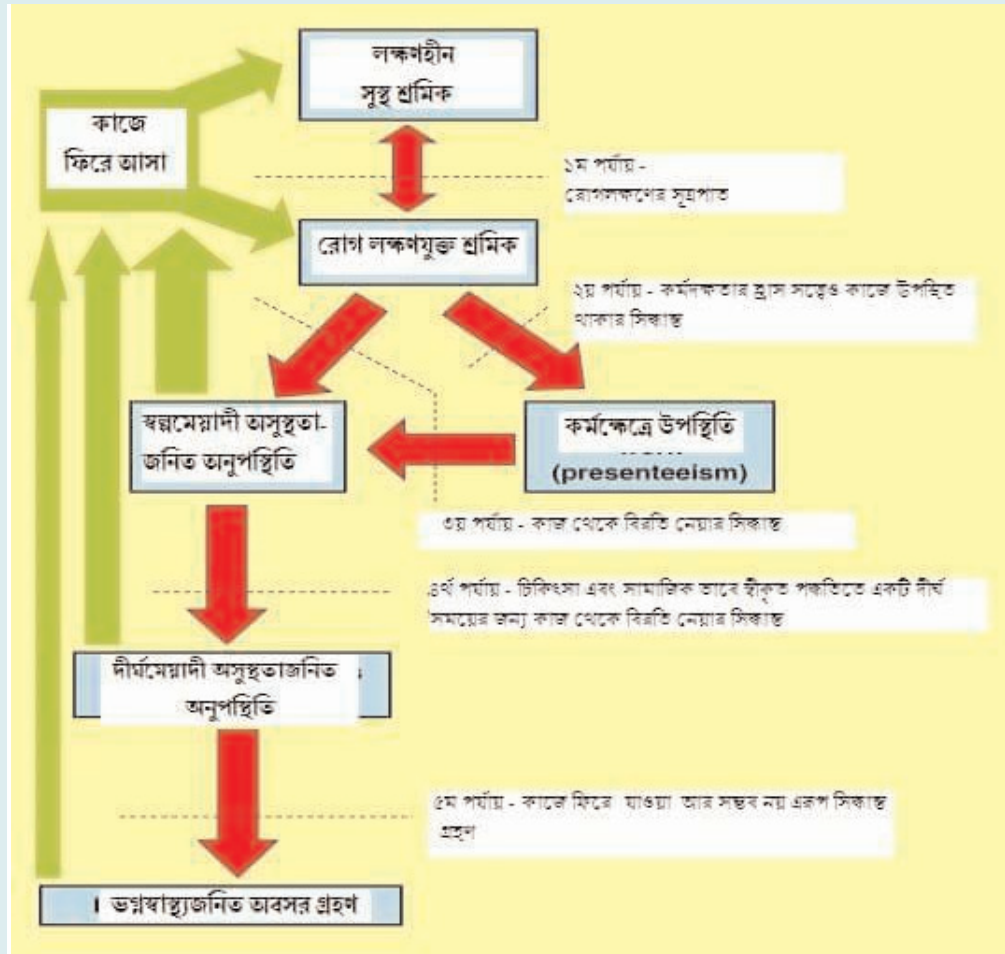 লক্ষণহীন
সুস্থ শ্রমিক
কাজে
ফিরে আসা
১ম পর্যায় -
রোগলক্ষণের সূত্রপাত
রোগ লক্ষণযুক্ত শ্রমিক
২য় পর্যায় - কর্মদক্ষতার হ্রাস সত্ত্বেও কাজে উপস্থিত
থাকার সিদ্ধান্ত
স্বল্পমেয়াদী অসুস্থতা-
জনিত অনুপস্থিতি
কর্মক্ষেত্রে উপস্থিতি
(presenteeism)
৩য় পর্যায় - কাজ থেকে বিরতি নেয়ার সিদ্ধান্ত
৪র্থ পর্যায় - চিকিৎসা এবং সামাজিক ভাবে স্বীকৃত পদ্ধতিতে একটি দীর্ঘ
সময়ের জন্য কাজ থেকে বিরতি নেয়ার সিদ্ধান্ত
দীর্ঘমেয়াদী অসুস্থতাজনিত
অনুপস্থিতি
৫ম পর্যায় - কাজে ফিরে যাওয়া আর সম্ভব নয় এরূপ সিদ্ধান্ত
গ্রহণ
ভগ্নস্বাস্থ্যজনিত অবসর গ্রহণ